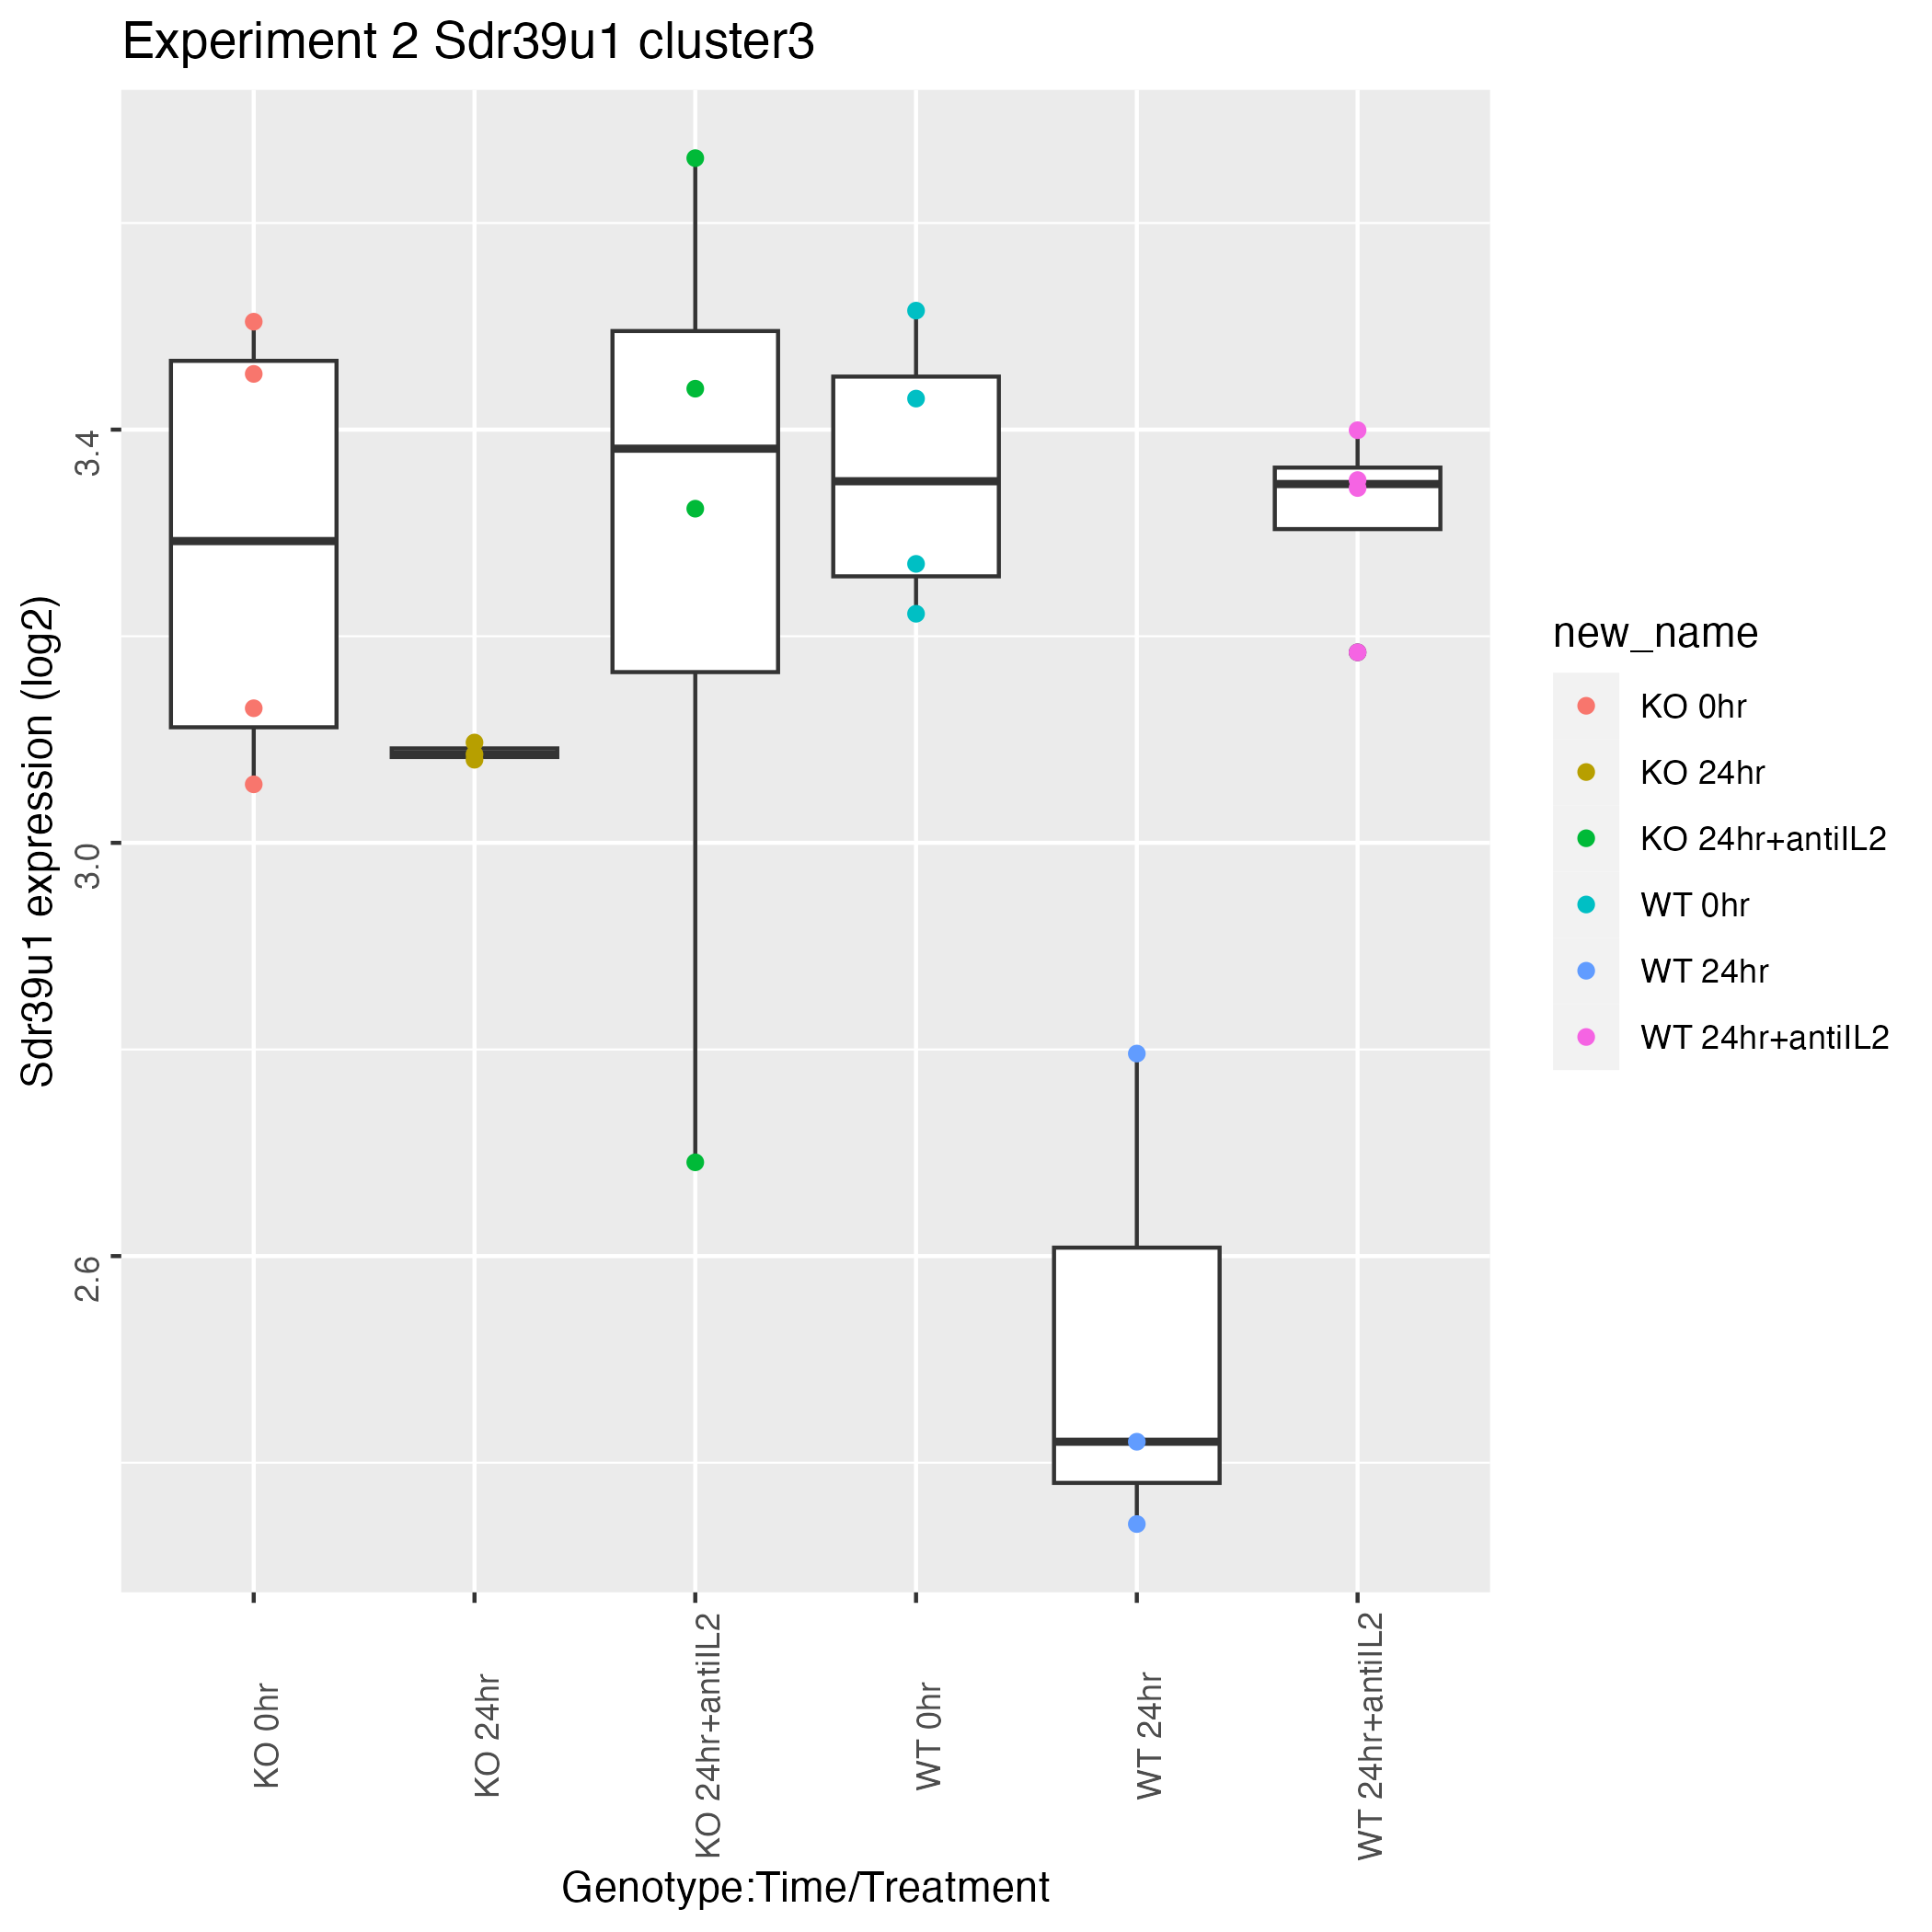 Experiment 2 Sdr39u1 cluster3
Sdr39u1 expression (log2)
3.4
3.0
2.6
KO 0hr
KO 24hr
KO 24hr+antiIL2
WT 0hr
WT 24hr
WT 24hr+antiIL2
Genotype:Time/Treatment
new_name
KO 0hr
KO 24hr
KO 24hr+antiIL2
WT 0hr
WT 24hr
WT 24hr+antiIL2